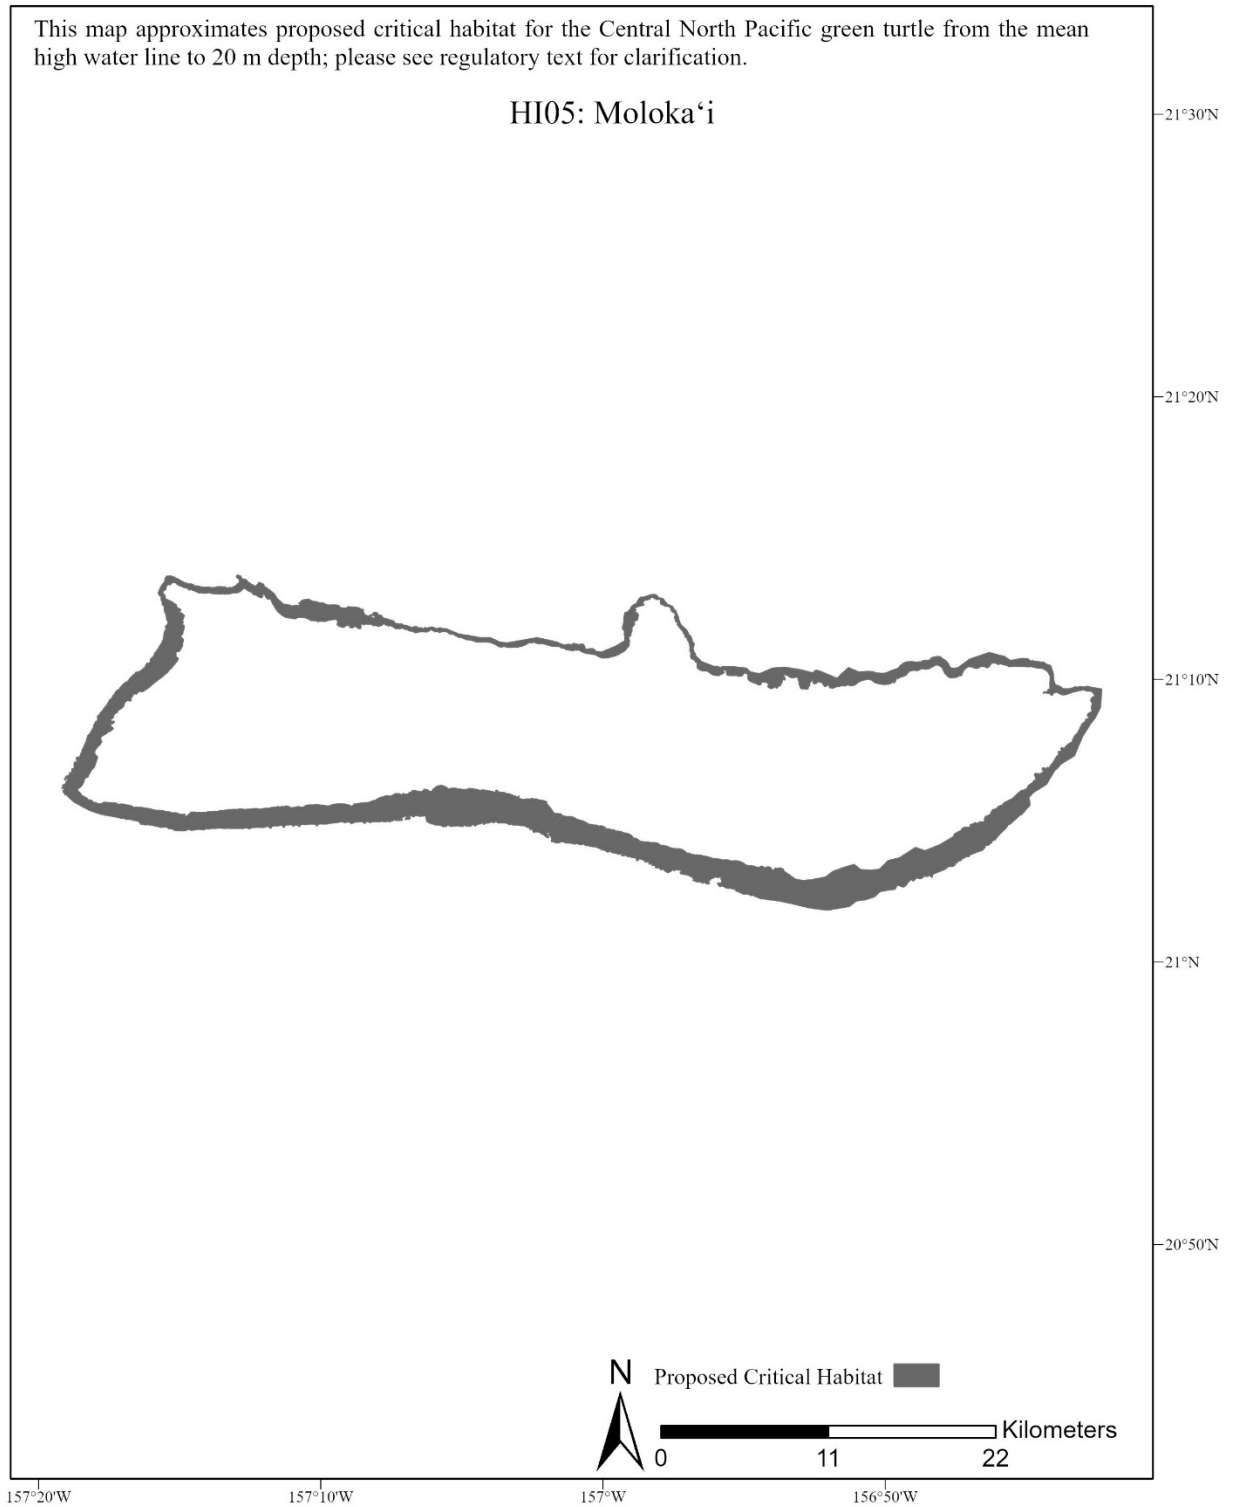 This map approximates proposed critical habitat for the Central North Pacific green turtle from the mean
high water line to 20 m depth; please see regulatory text for clarification.
HI05: Molokaʻi
21°30'N
21°20'N
21°10'N
21°N
20°50'N
N
Proposed Critical Habitat
Kilometers
0 11 22
157°20'W 157°10'W 157°W 156°50'W